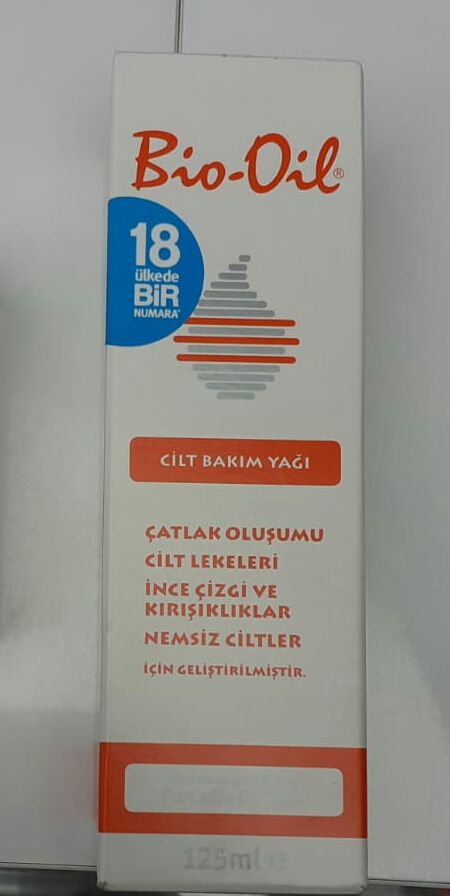 Bio-Oil®
18
ülkede
BİR
NUMARA*
CİLT BAKIM YAĞI
ÇATLAK OLUŞUMU
CİLT LEKELERİ
İNCE ÇİZGİ VE
KIRIŞIKLIKLAR
NEMSİZ CİLTLER
İÇİN GELİŞTİRİLMİŞTİR.
125ml e